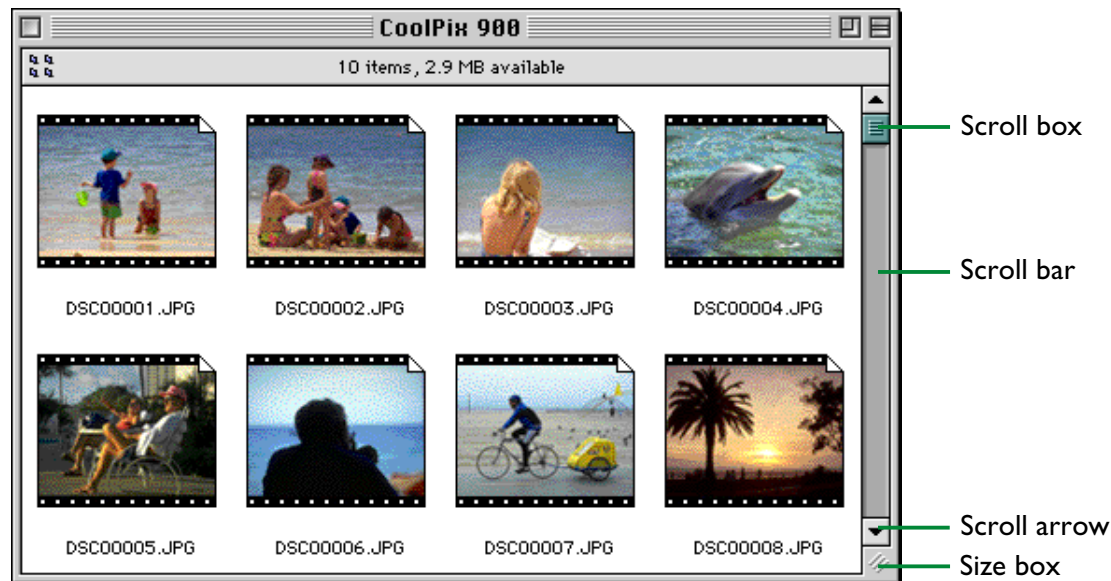 CoolPix 900
10 items, 2.9 MB available
Scroll box
Scroll bar
DSC00001.JPG
DSC00002.JPG
DSC00003.JPG
DSC00004.JPG
DSC00005.JPG
DSC00006.JPG
DSC00007.JPG
DSC00008.JPG
Scroll arrow
Size box